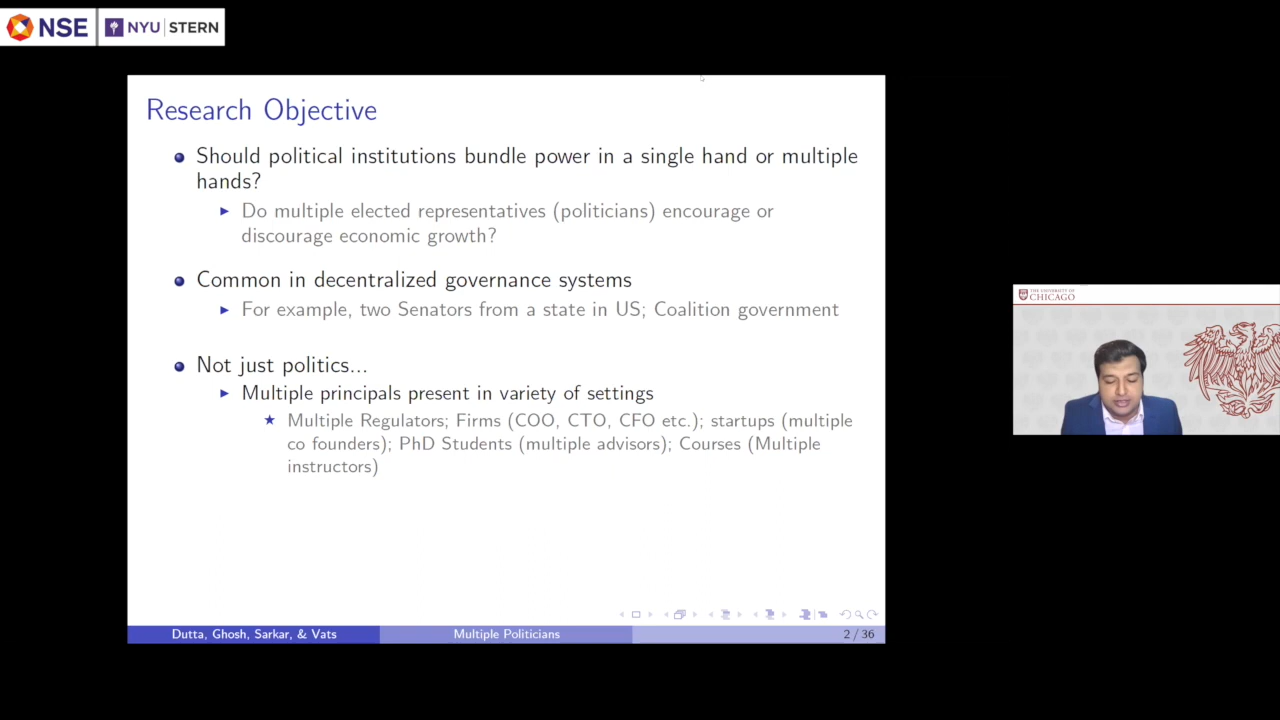 NSE NYU STERN
Research Objective
Should political institutions bundle power in a single hand or multiple
hands?
Do multiple elected representatives (politicians) encourage or
discourage economic growth?
Common in decentralized governance systems
For example, two Senators from a state in US; Coalition government
Not just politics...
Multiple principals present in variety of settings
Multiple Regulators; Firms (COO, CTO, CFO etc.); startups (multiple
co founders); PhD Students (multiple advisors); Courses (Multiple
instructors)
Dutta, Ghosh, Sarkar, & Vats Multiple Politicians 2 / 36
THE UNIVERSITY OF
CHICAGO